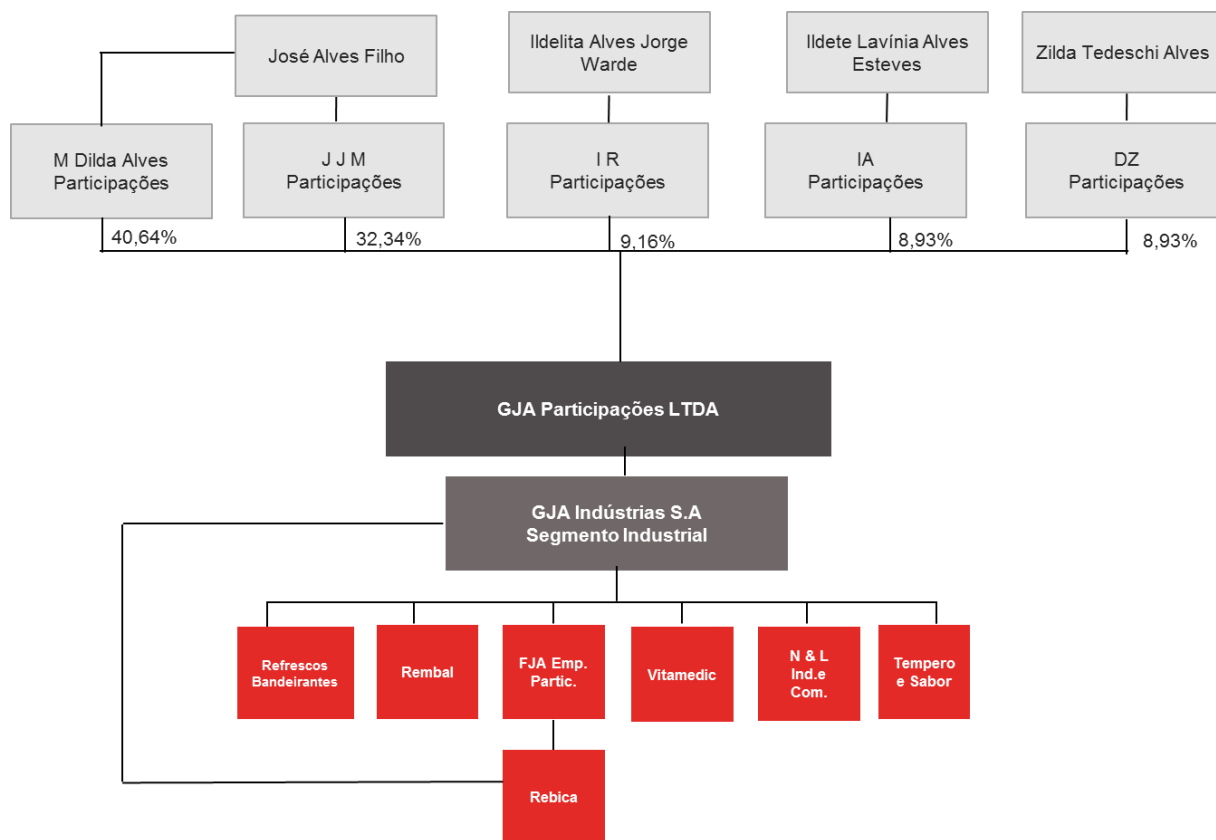 José Alves Filho
Ildelita Alves Jorge
Warde
Ildete Lavínia Alves
Esteves
Zilda Tedeschi Alves
M Dilda Alves
Participações
J J M
Participações
I R
Participações
IA
Participações
DZ
Participações
40,64%
32,34%
9,16%
8,93%
8,93%
GJA Participações LTDA
GJA Indústrias S.A
Segmento Industrial
Refrescos
Bandeirantes
Rembal
FJA Emp.
Partic.
Vitamedic
N & L
Ind.e
Com.
Tempero
e Sabor
Rebica